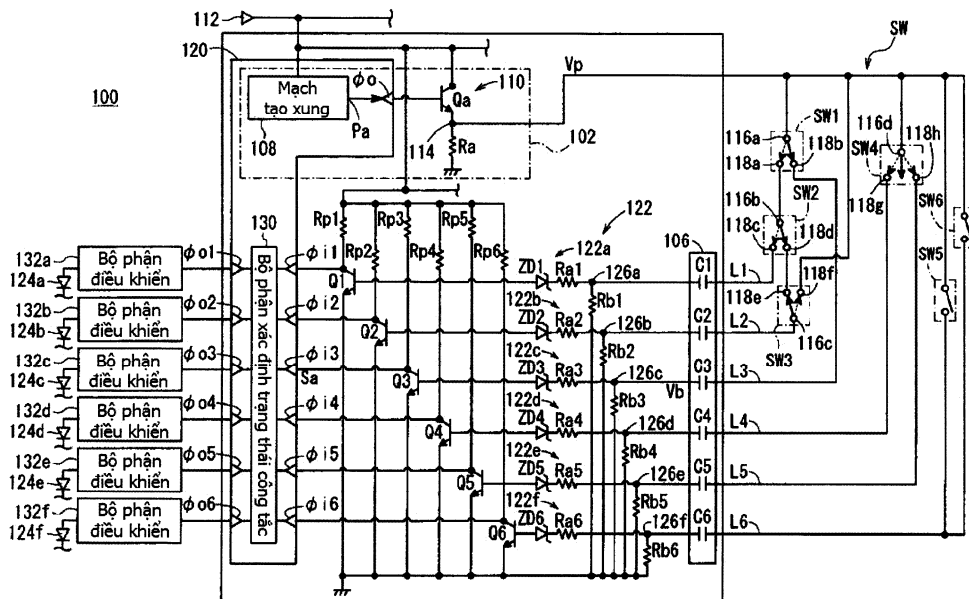 112
SW
120
Vp
Mạch
tạo xung
φo
110
100
Qa
Pa
108
114
Ra
102
116a
SW1
118a
118b
116d
118h
SW4
118g
116b
SW2
118c
118d
SW6
SW5
118e
118f
116c
SW3
Rp1
Rp3
Rp5
Rp2
Rp4
Rp6
122
130
106
132a
Bộ phận
điều khiển
φo1
φi1
124a
Q1
ZD1
122a
Ra1
126a
C1
L1
Bộ phận xác định trạng thái công tắc
132b
Bộ phận
điều khiển
φo2
φi2
124b
Q2
122b
ZD2
Ra2
Rb1
126b
C2
L2
132c
Bộ phận
điều khiển
φo3
φi3
Sa
124c
Q3
122c
ZD3
Ra3
Rb2
126c
Vb
C3
L3
132d
Bộ phận
điều khiển
φo4
φi4
124d
Q4
122d
ZD4
Ra4
Rb3
126d
C4
L4
132e
Bộ phận
điều khiển
φo5
φi5
124e
Q5
122e
ZD5
Ra5
Rb4
126e
C5
L5
132f
Bộ phận
điều khiển
φo6
φi6
124f
Q6
122f
ZD6
Ra6
Rb5
126f
C6
L6
Rb6